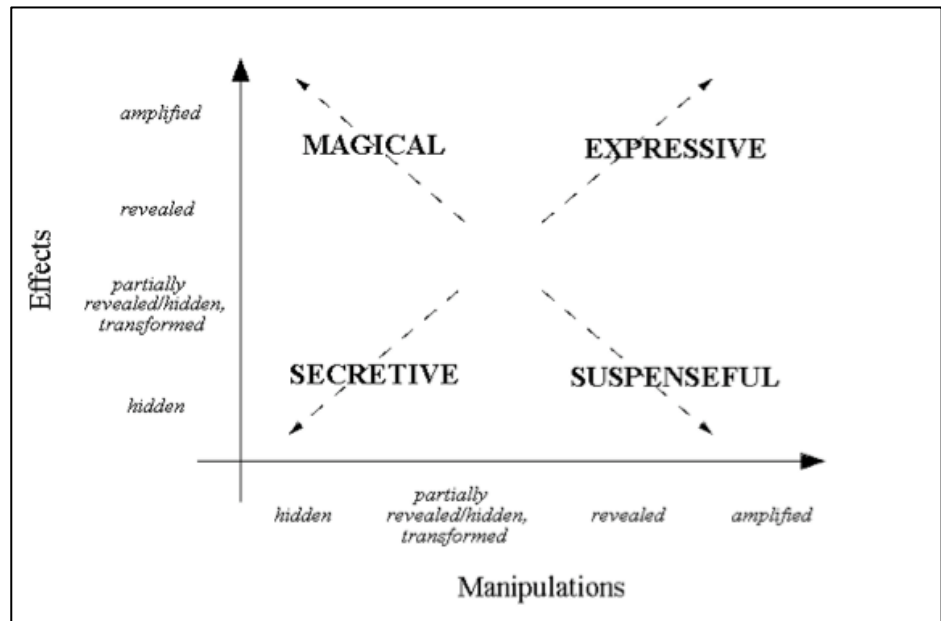 amplified
MAGICAL
EXPRESSIVE
revealed
Effects
partially
revealed/hidden,
transformed
SECRETIVE
SUSPENSEFUL
hidden
hidden
partially
revealed/hidden,
transformed
revealed
amplified
Manipulations